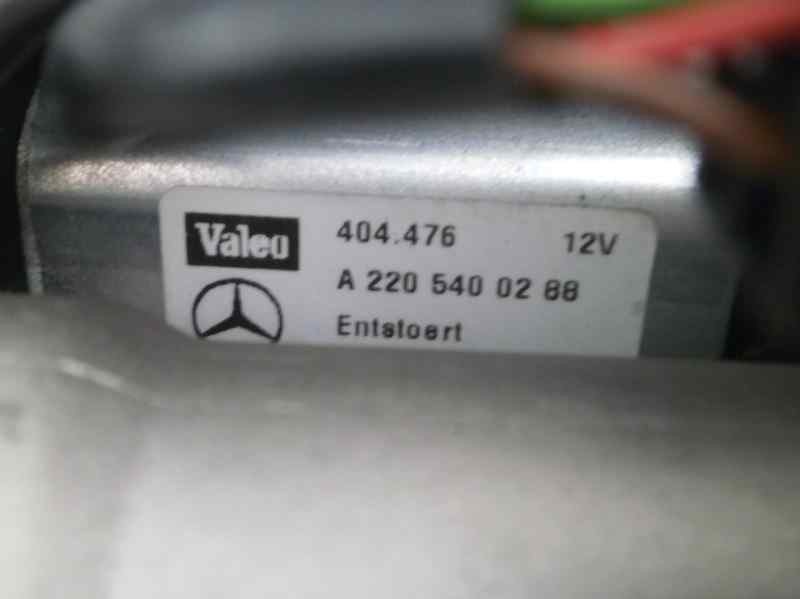 Valeo
404.476
12V
A 220 540 02 88
Entstoert